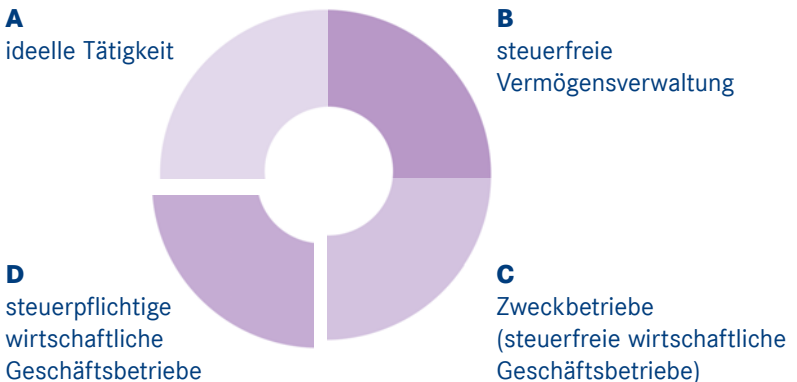 A
ideelle Tätigkeit
B
steuerfreie
Vermögensverwaltung
D
steuerpflichtige
wirtschaftliche
Geschäftsbetriebe
C
Zweckbetriebe
(steuerfreie wirtschaftliche
Geschäftsbetriebe)